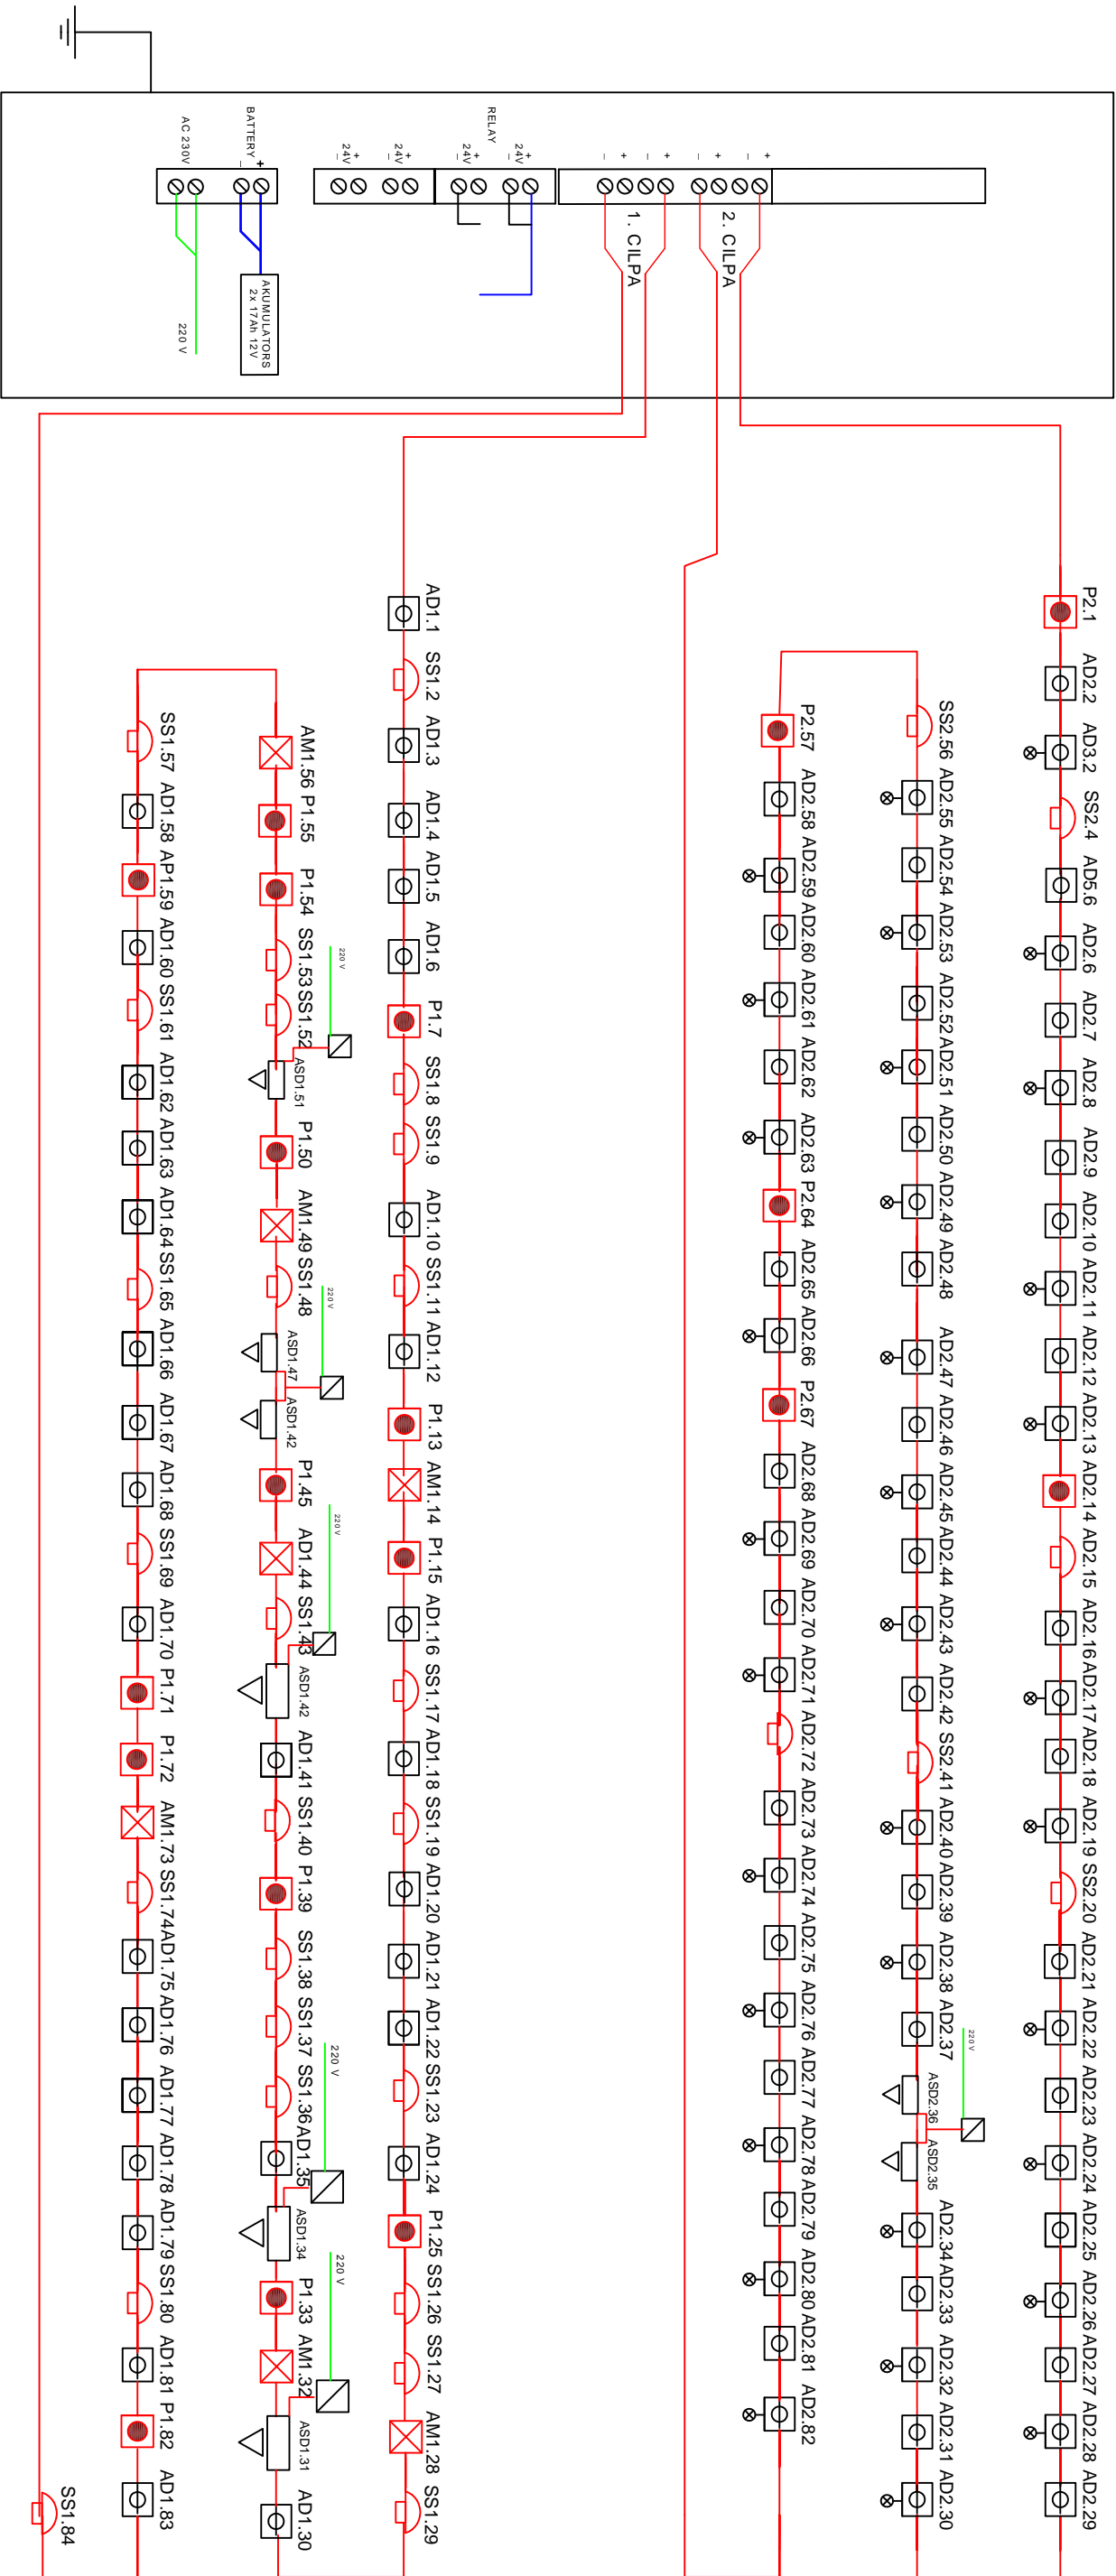 P2.1
AD2.2
AD3.2
SS2.4
AD5.6
AD2.6
AD2.7
AD2.8
AD2.9
AD2.10
AD2.11
AD2.12
AD2.13
AD2.14
AD2.15
AD2.16
AD2.17
AD2.18
AD2.19
SS2.20
AD2.21
AD2.22
AD2.23
AD2.24
AD2.25
AD2.26
AD2.27
AD2.28
AD2.29
SS2.56
AD2.55
AD2.54
AD2.53
AD2.52
AD2.51
AD2.50
AD2.49
AD2.48
AD2.47
AD2.46
AD2.45
AD2.44
AD2.43
AD2.42
SS2.41
AD2.40
AD2.39
AD2.38
AD2.37
220 V
ASD2.36
ASD2.35
AD2.34
AD2.33
AD2.32
AD2.31
AD2.30
P2.57
AD2.58
AD2.59
AD2.60
AD2.61
AD2.62
AD2.63
P2.64
AD2.65
AD2.66
P2.67
AD2.68
AD2.69
AD2.70
AD2.71
AD2.72
AD2.73
AD2.74
AD2.75
AD2.76
AD2.77
AD2.78
AD2.79
AD2.80
AD2.81
AD2.82
+
-
+
-
2. CILPA
+
-
+
-
1. CILPA
RELAY
+
24V
-
+
24V
-
+
24V
-
+
24V
-
BATTERY
+
-
AKUMULATORS
2x 17Ah 12V
AC 230V
220 V
AD1.1
SS1.2
AD1.3
AD1.4
AD1.5
AD1.6
P1.7
SS1.8
SS1.9
AD1.10
SS1.11
AD1.12
P1.13
AM1.14
P1.15
AD1.16
SS1.17
AD1.18
SS1.19
AD1.20
AD1.21
AD1.22
SS1.23
AD1.24
P1.25
SS1.26
SS1.27
AM1.28
SS1.29
AM1.56
P1.55
P1.54
SS1.53
SS1.52
220 V
ASD1.51
P1.50
AM1.49
SS1.48
220 V
ASD1.47
ASD1.42
P1.45
AD1.44
SS1.43
220 V
ASD1.42
AD1.41
SS1.40
P1.39
SS1.38
SS1.37
SS1.36
AD1.35
220 V
ASD1.34
P1.33
AM1.32
220 V
ASD1.31
AD1.30
SS1.57
AD1.58
AP1.59
AD1.60
SS1.61
AD1.62
AD1.63
AD1.64
SS1.65
AD1.66
AD1.67
AD1.68
SS1.69
AD1.70
P1.71
P1.72
AM1.73
SS1.74
AD1.75
AD1.76
AD1.77
AD1.78
AD1.79
SS1.80
AD1.81
P1.82
AD1.83
SS1.84